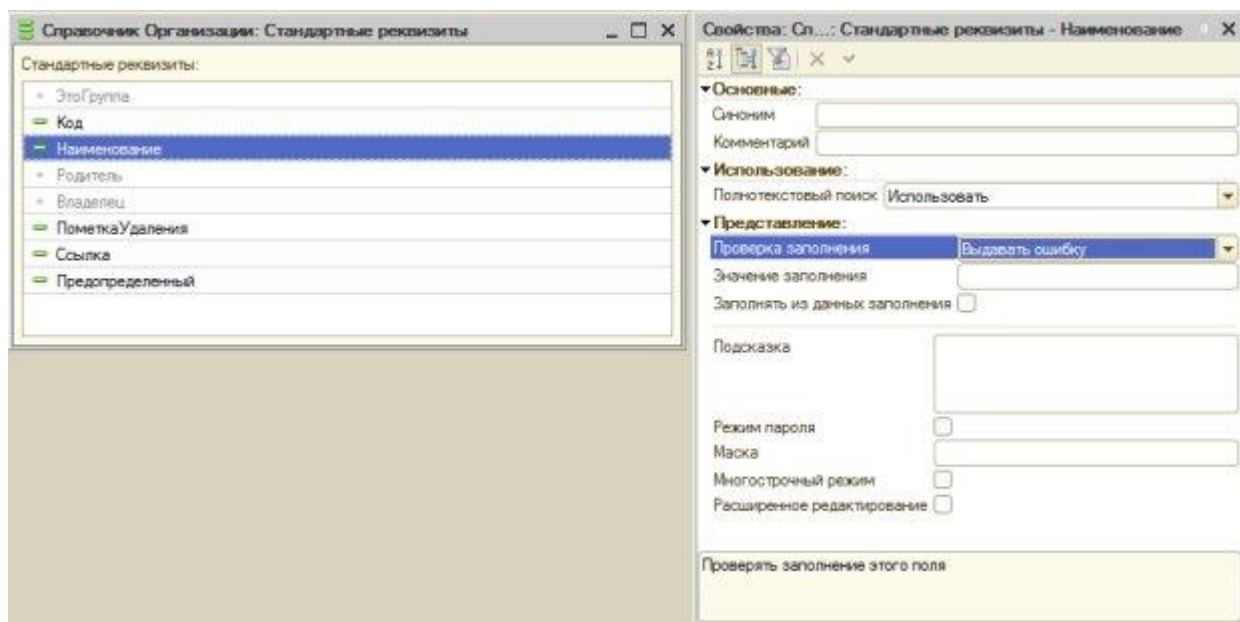 Справочник Организации: Стандартные реквизиты
Стандартные реквизиты:
ЭтоГруппа
Код
Наименование
Родитель
Владелец
ПометкаУдаления
Ссылка
Предопределенный
Свойства: Сп...: Стандартные реквизиты - Наименование
Основные:
Синоним
Комментарий
Использование:
Полнотекстовый поиск Использовать
Представление:
Проверка заполнения Выдавать ошибку
Значение заполнения
Заполнять из данных заполнения
Подсказка
Режим пароля
Маска
Многострочный режим
Расширенное редактирование
Проверять заполнение этого поля